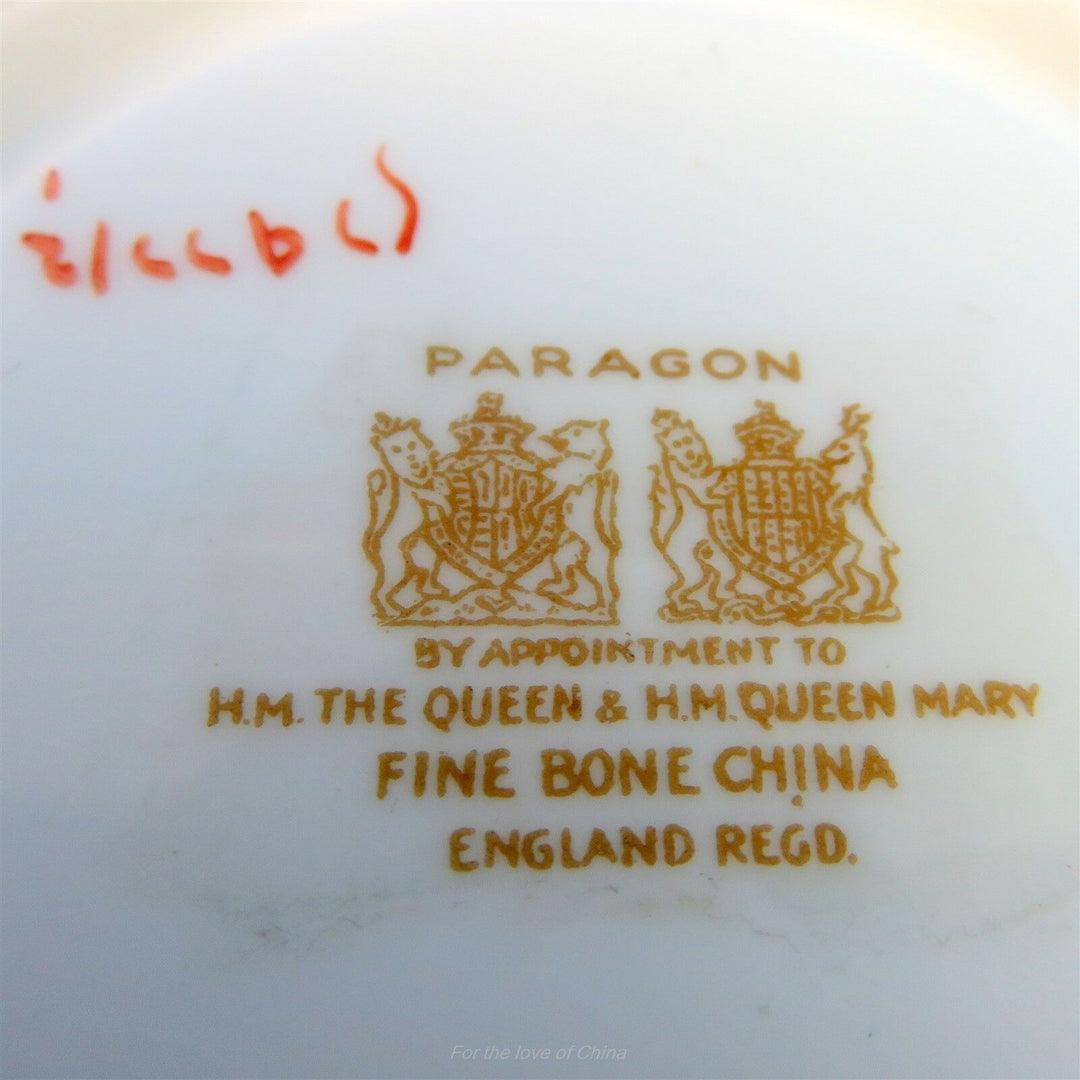 PARAGON
BY APPOINTMENT TO
H.M. THE QUEEN & H.M. QUEEN MARY
FINE BONE CHINA
ENGLAND REGD.
For the love of China